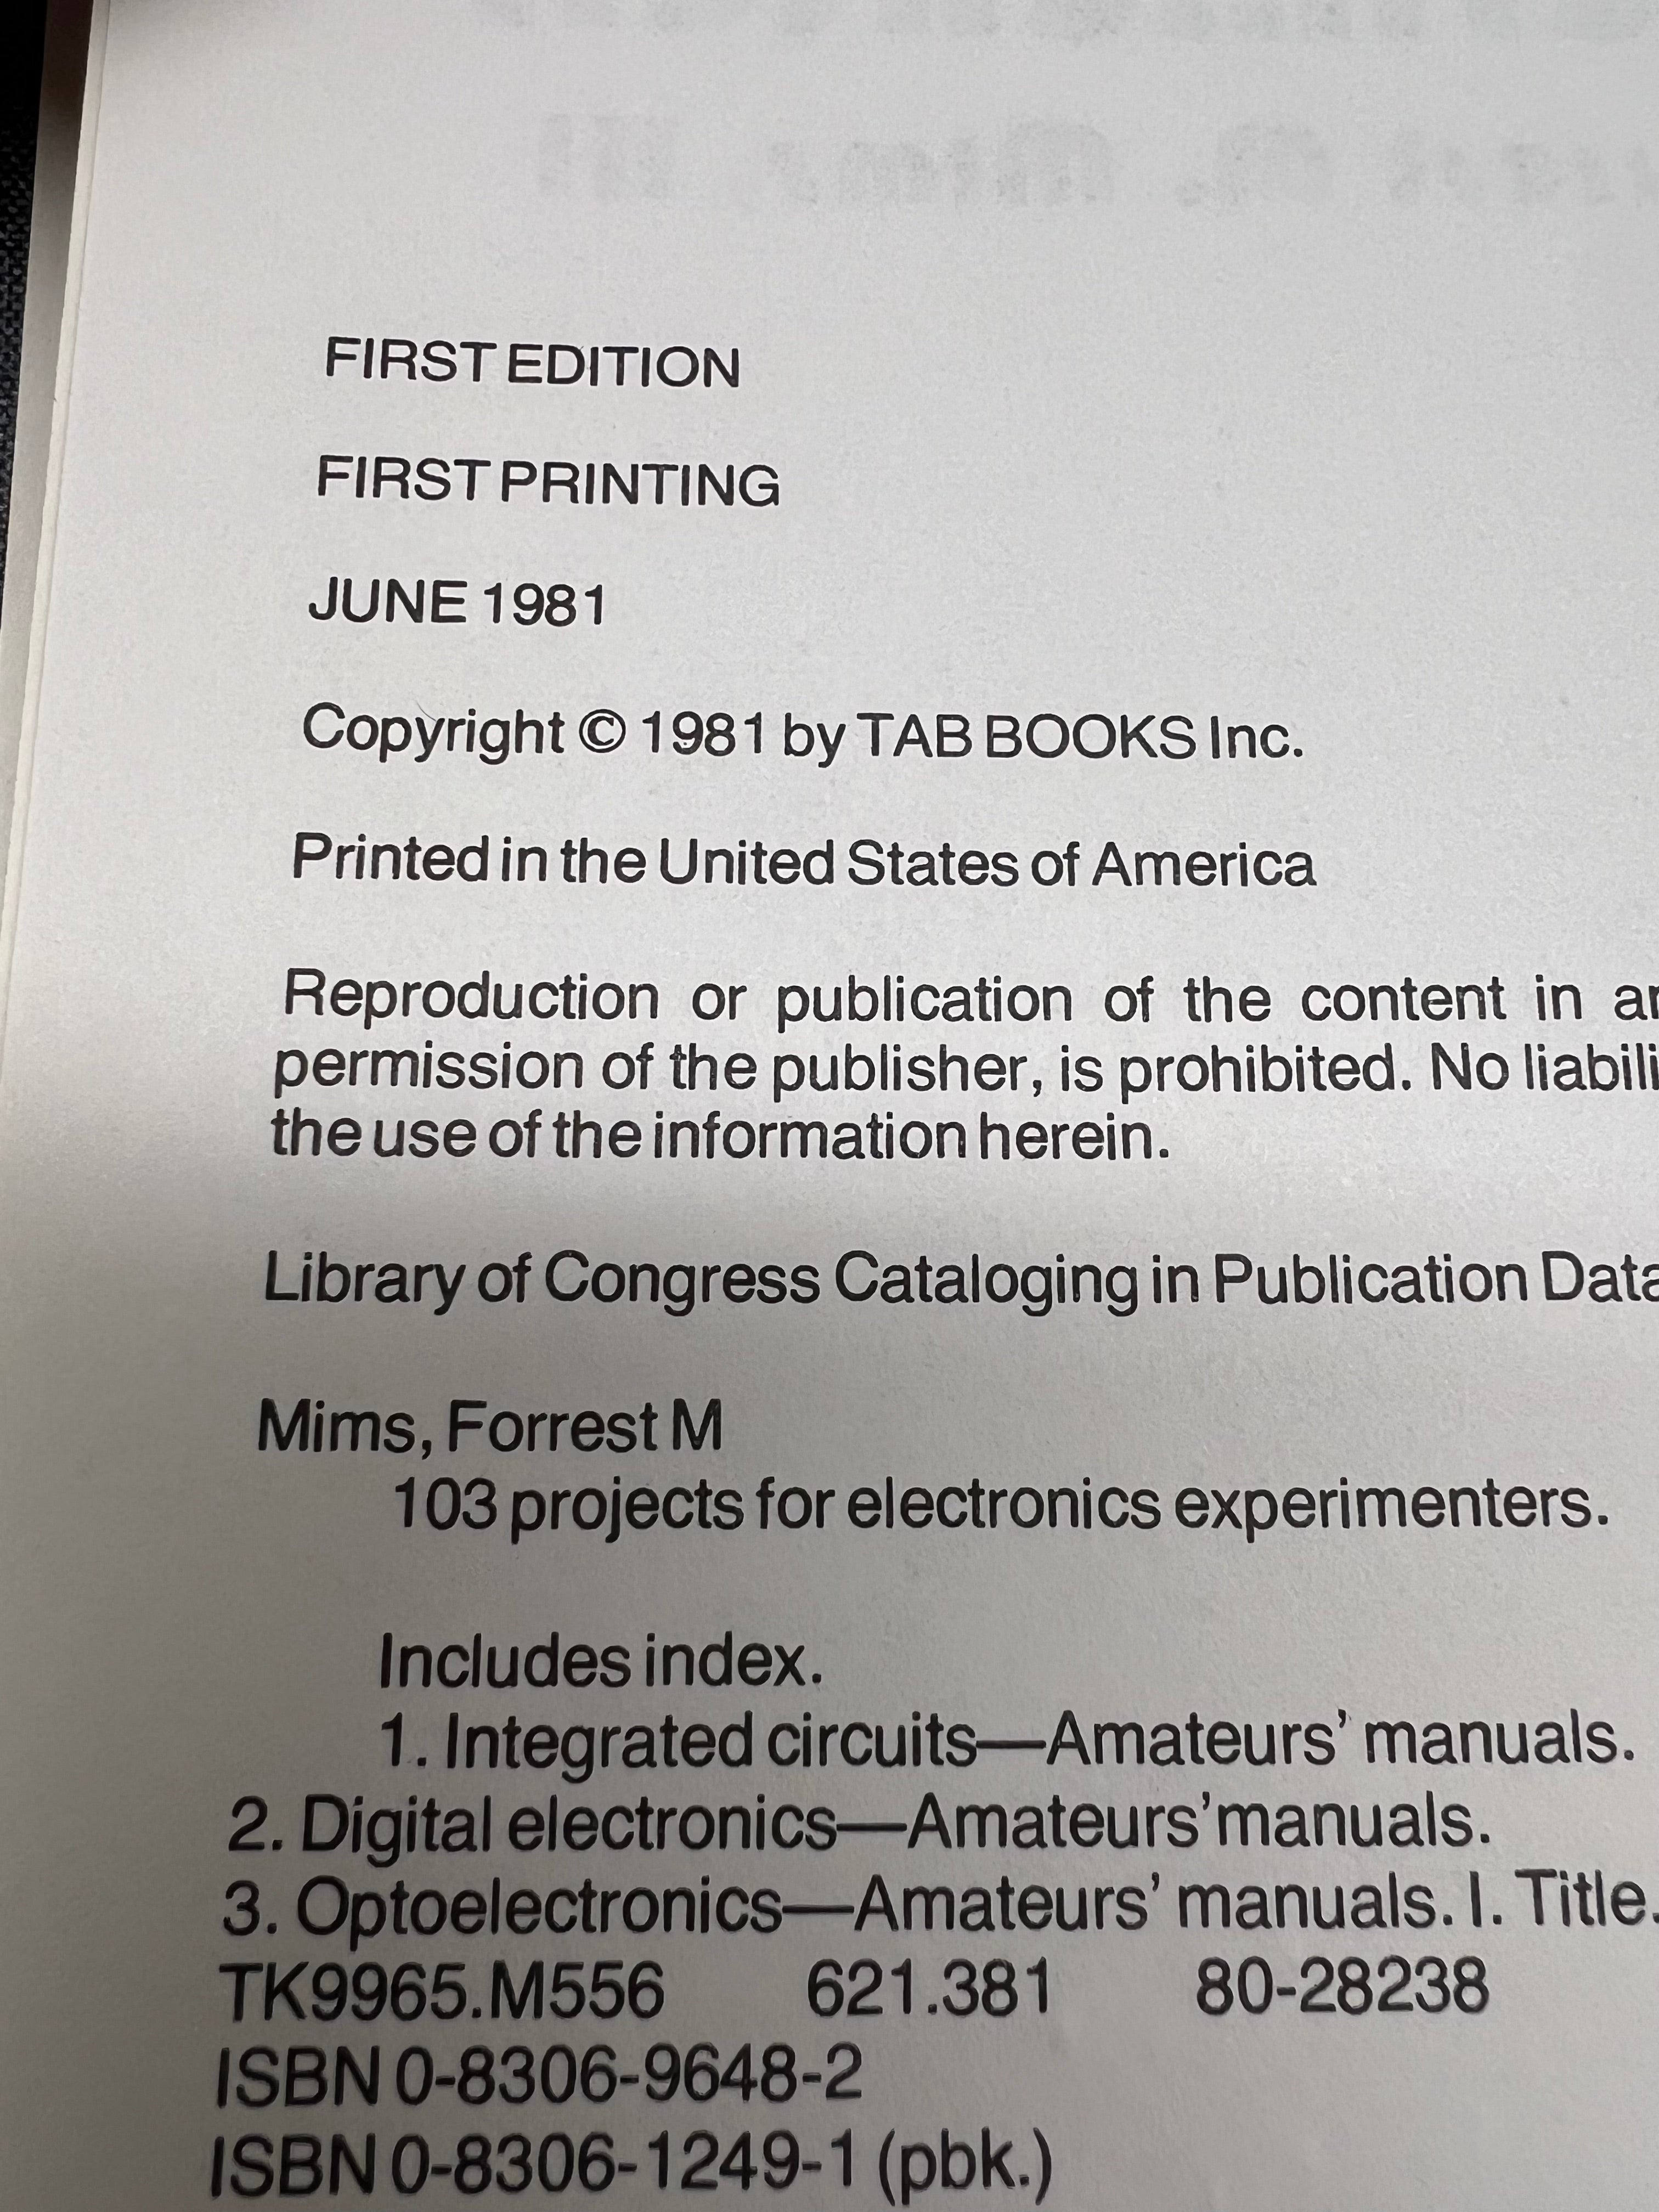 FIRST EDITION
FIRST PRINTING
JUNE 1981
Copyright © 1981 by TAB BOOKS Inc.
Printed in the United States of America
Reproduction or publication of the content in
permission of the publisher, is prohibited. No
the use of the information herein.
Library of Congress Cataloging in Publication Data
Mims, Forrest M
103 projects for electronics experimenters.
Includes index.
1. Integrated circuits—Amateurs' manuals.
2. Digital electronics—Amateurs'manuals.
3. Optoelectronics—Amateurs' manuals. I. Title.
TK9965.M556 621.381 80-28238
ISBN 0-8306-9648-2
ISBN 0-8306-1249-1 (pbk.)